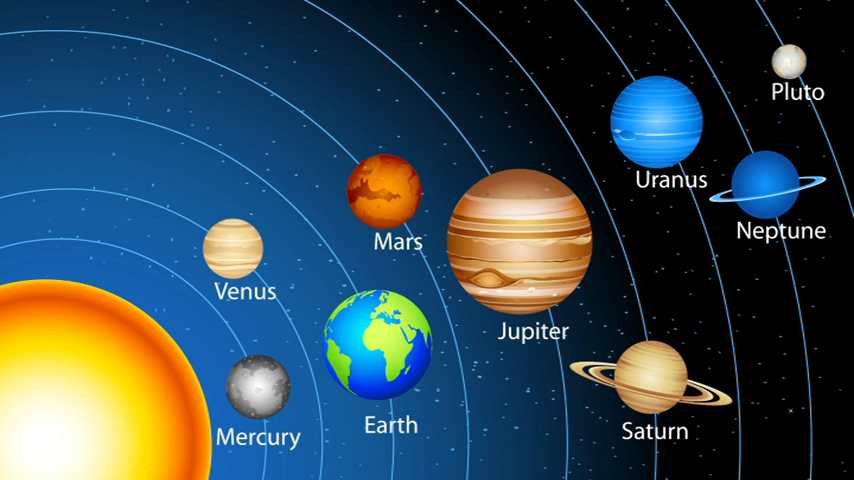 Pluto
Uranus
Neptune
Mars
Venus
Jupiter
Earth
Saturn
Mercury